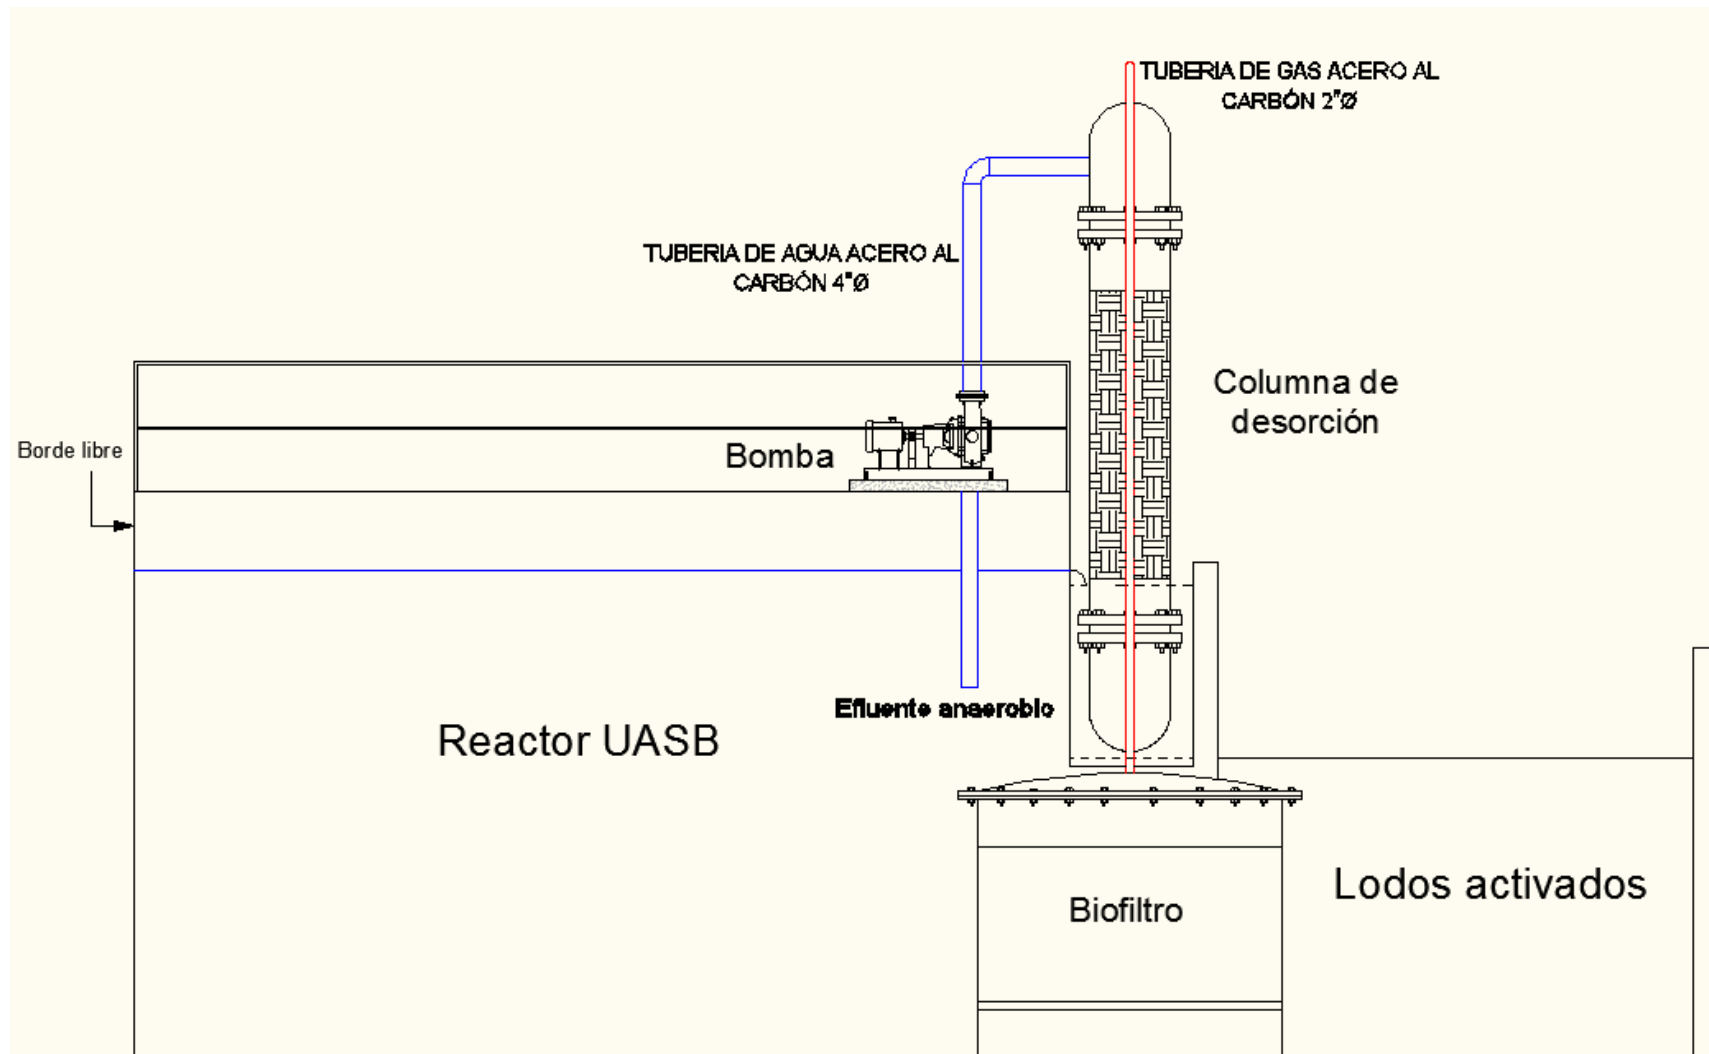 TUBERIA DE GAS ACERO AL
CARBÓN 2"Ø
TUBERIA DE AGUA ACERO AL
CARBÓN 4"Ø
Columna de
desorción
Borde libre
Bomba
Efluente anaerobio
Reactor UASB
Lodos activados
Biofiltro